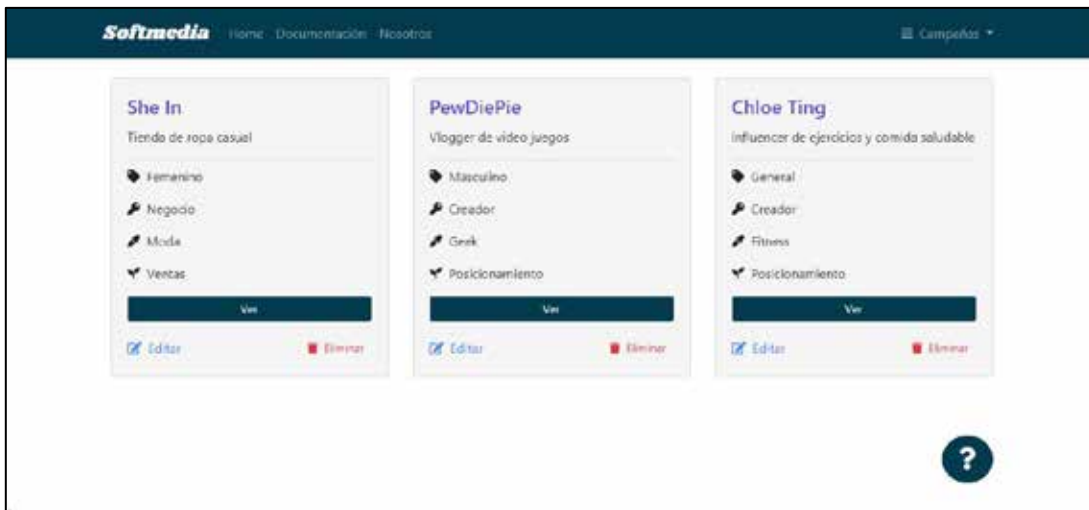 Softmedia Home Documentación Nosotros Campañas
She In
Tienda de ropa casual
Femenino
Negocio
Moda
Ventas
Ver
Editar Eliminar
PewDiePie
Vlogger de video juegos
Masculino
Creador
Geek
Posicionamiento
Ver
Editar Eliminar
Chloe Ting
Influencer de ejercicios y comida saludable
General
Creador
Fitness
Posicionamiento
Ver
Editar Eliminar
?